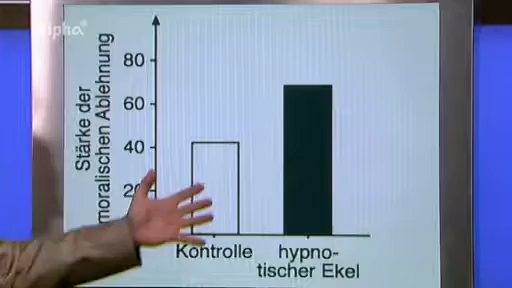 alpha
Stärke der
moralischen Ablehnung
80
60
40
20
Kontrolle
hypno-
tischer Ekel